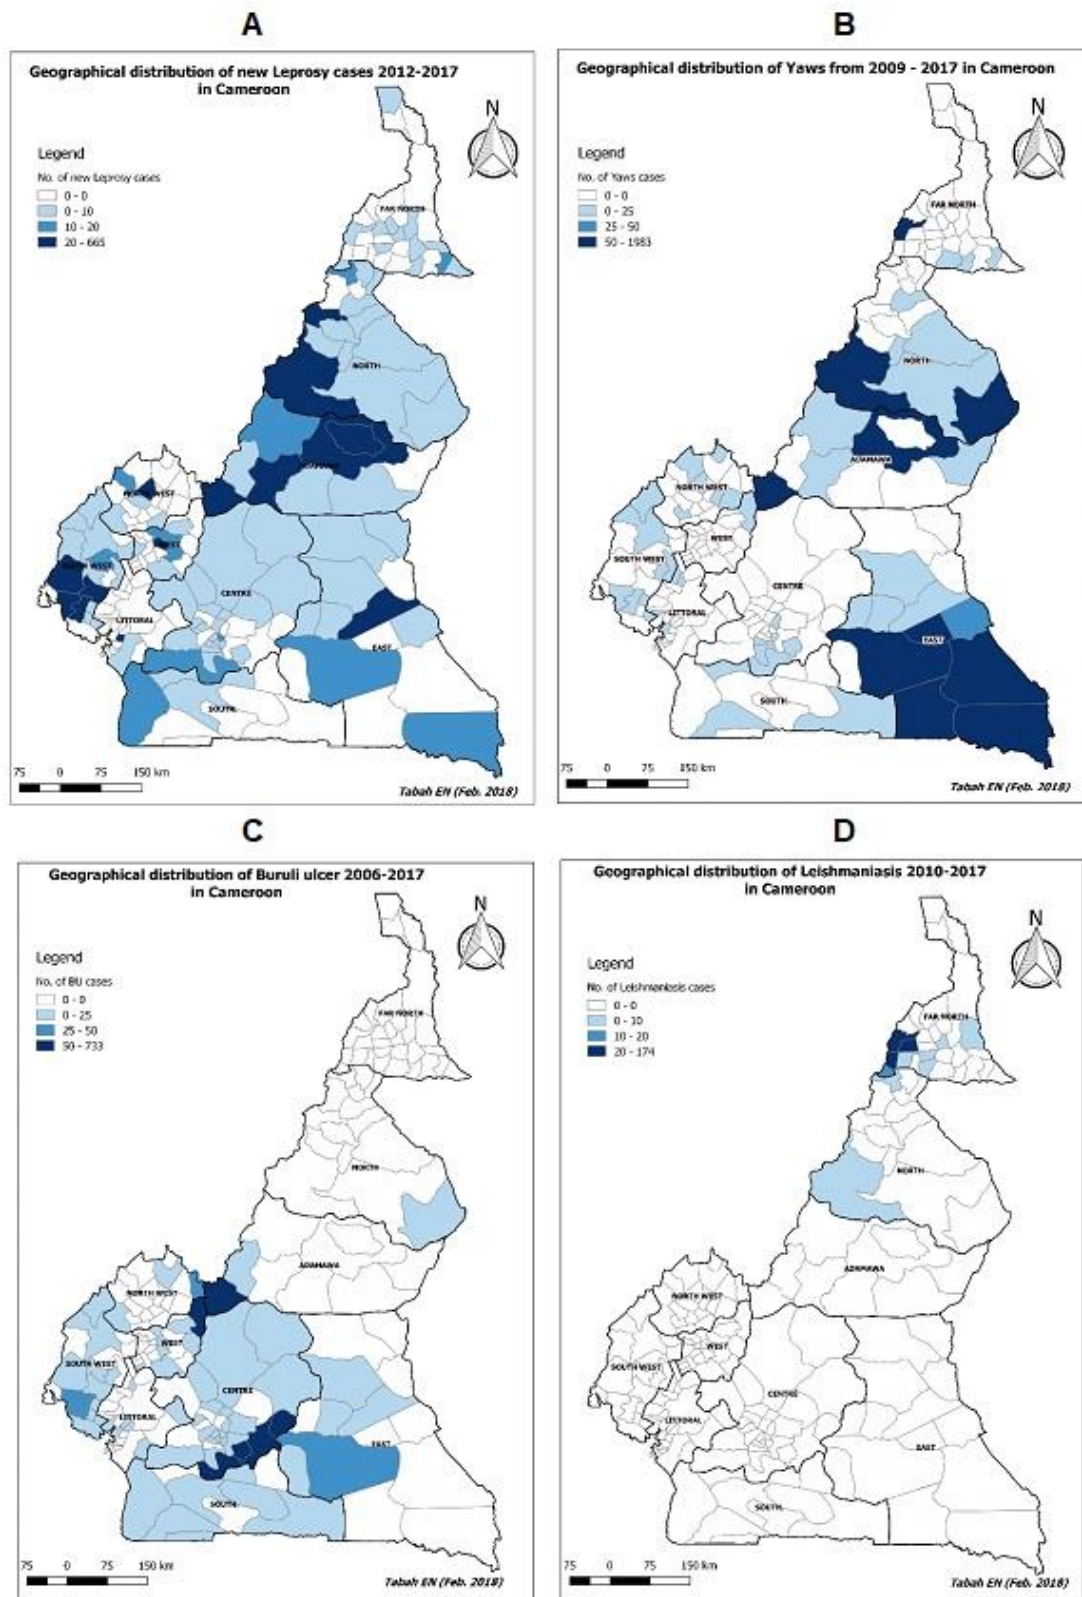 A
Geographical distribution of new Leprosy cases 2012-2017
in Cameroon
N
Legend
No. of new Leprosy cases
0 - 0
0 - 10
10 - 20
20 - 665
FAR NORTH
NORTH
NORTH WEST
CENTRE
LITTORAL
EAST
SOUTH
75 0 75 150 km
Tabah EN (Feb. 2018)
B
Geographical distribution of Yaws from 2009 - 2017 in Cameroon
N
Legend
No. of Yaws cases
0 - 0
0 - 25
25 - 50
50 - 1983
FAR NORTH
NORTH
ADAMAWA
NORTH WEST
WEST
SOUTH WEST
CENTRE
LITTORAL
EAST
SOUTH
75 0 75 150 km
Tabah EN (Feb. 2018)
C
Geographical distribution of Buruli ulcer 2006-2017
in Cameroon
N
Legend
No. of BU cases
0 - 0
0 - 25
25 - 50
50 - 733
FAR NORTH
NORTH
ADAMAWA
NORTH WEST
WEST
SOUTH WEST
CENTRE
LITTORAL
EAST
SOUTH
75 0 75 150 km
Tabah EN (Feb. 2018)
D
Geographical distribution of Leishmaniasis 2010-2017
in Cameroon
N
Legend
No. of Leishmaniasis cases
0 - 0
0 - 10
10 - 20
20 - 174
FAR NORTH
NORTH
ADAMAWA
NORTH WEST
WEST
SOUTH WEST
CENTRE
LITTORAL
EAST
SOUTH
75 0 75 150 km
Tabah EN (Feb. 2018)